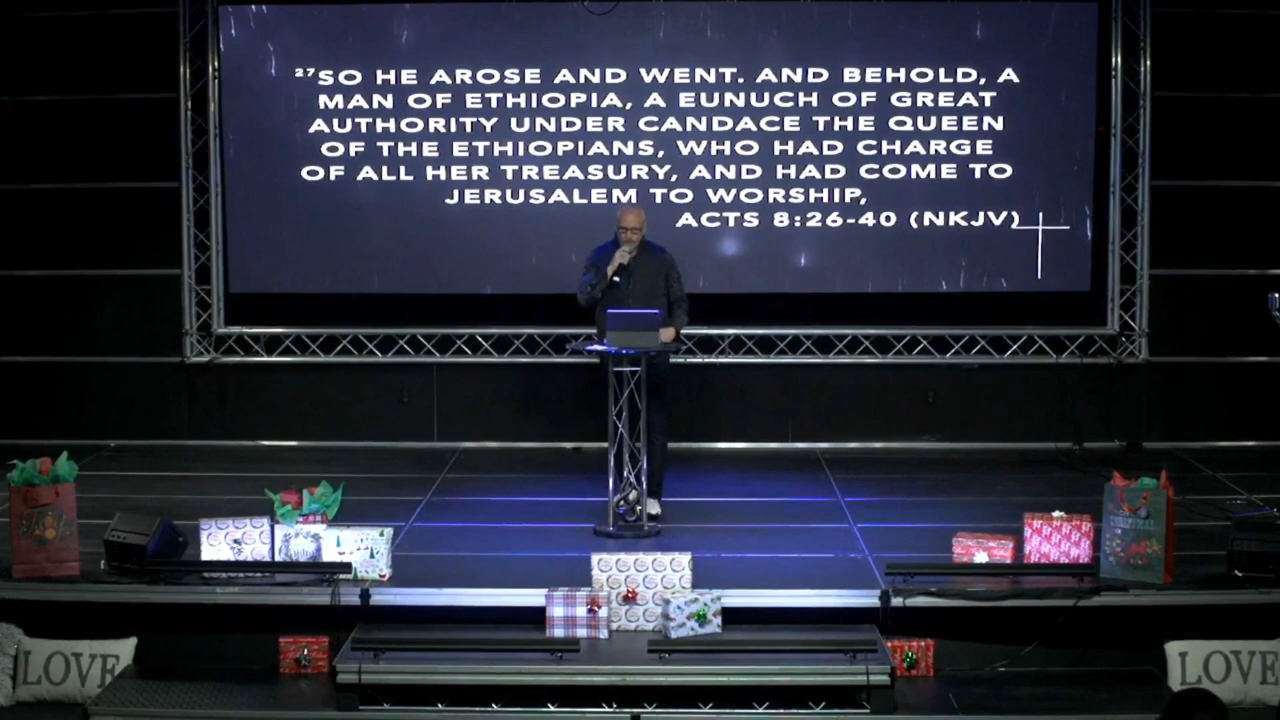 ²⁷SO HE AROSE AND WENT. AND BEHOLD, A
MAN OF ETHIOPIA, A EUNUCH OF GREAT
AUTHORITY UNDER CANDACE THE QUEEN
OF THE ETHIOPIANS, WHO HAD CHARGE
OF ALL HER TREASURY, AND HAD COME TO
JERUSALEM TO WORSHIP,
ACTS 8:26-40 (NKJV)
CHRISTMAS
LOVE
LOVE